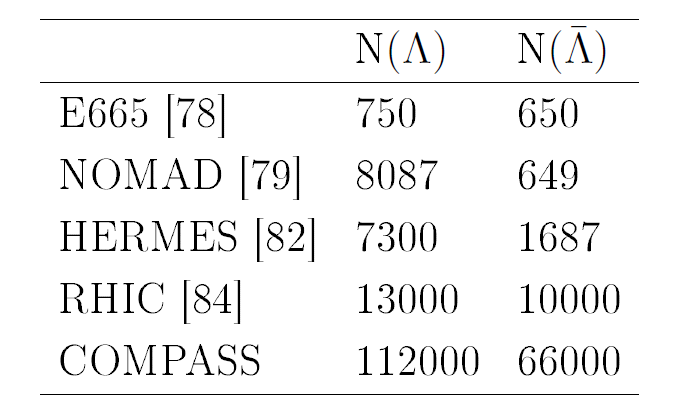 N(Λ) N(Λ̄)
E665 [78] 750 650
NOMAD [79] 8087 649
HERMES [82] 7300 1687
RHIC [84] 13000 10000
COMPASS 112000 66000